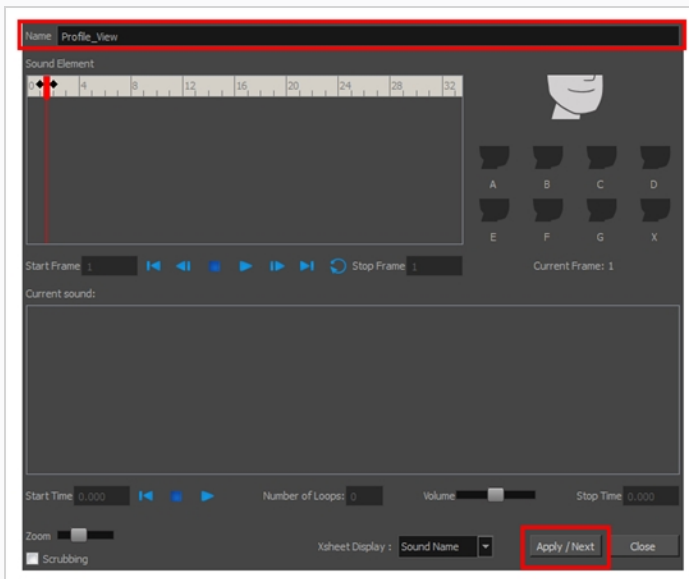 Name Profile_View
Sound Element
0 4 8 12 16 20 24 28 32
A B C D
E F G X
Start Frame 1 Stop Frame 1 Current Frame: 1
Current sound:
Start Time 0.000 Number of Loops: 0 Volume Stop Time 0.000
Zoom
Xsheet Display : Sound Name Apply / Next Close
Scrubbing